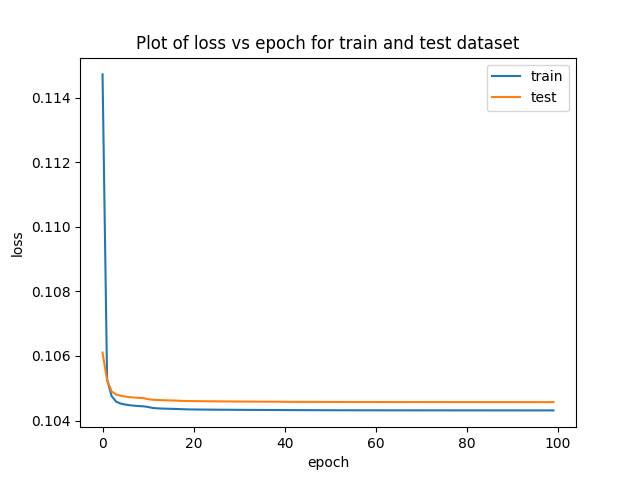 Plot of loss vs epoch for train and test dataset
train
test
0.114
0.112
0.110
0.108
0.106
0.104
loss
0 20 40 60 80 100
epoch